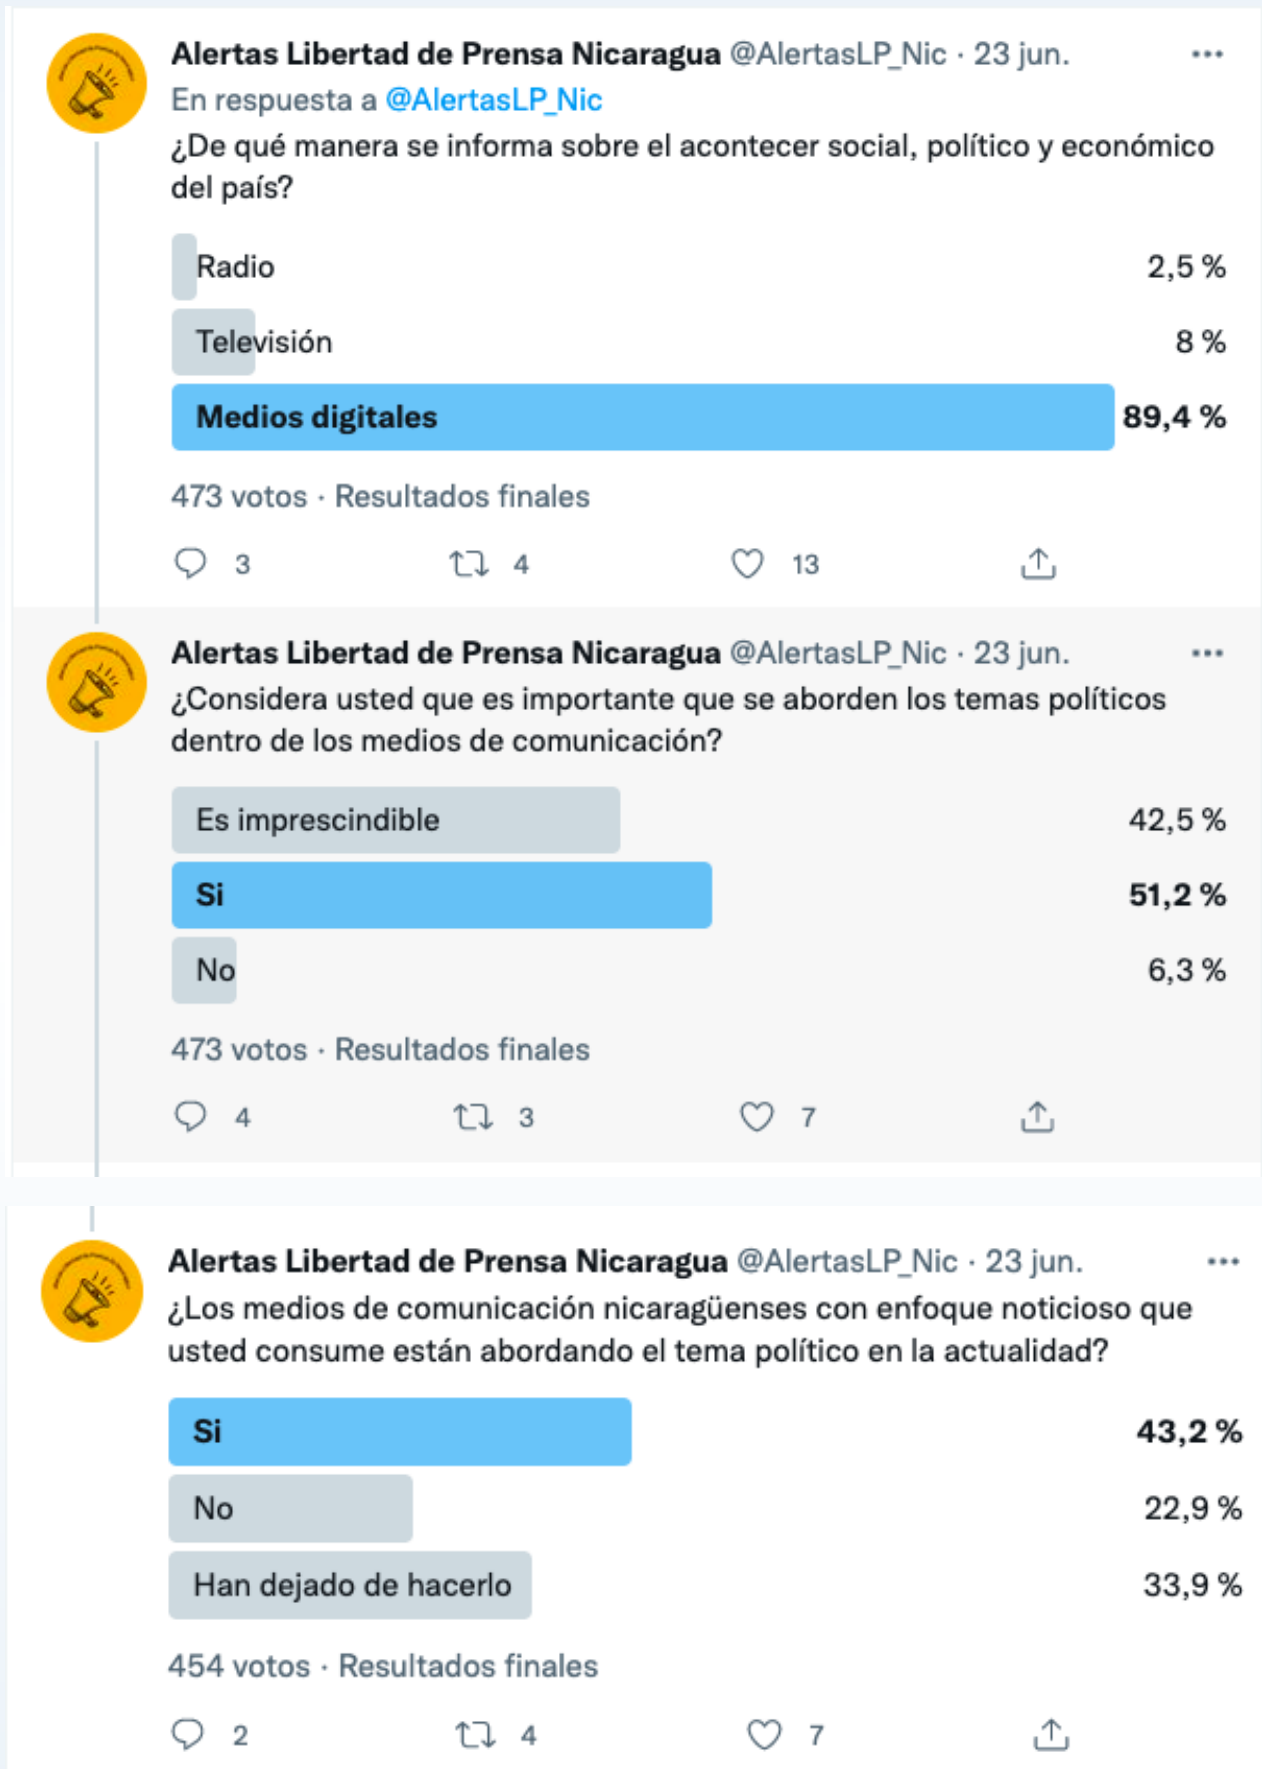 Alertas Libertad de Prensa Nicaragua @AlertasLP_Nic · 23 jun.
En respuesta a @AlertasLP_Nic
¿De qué manera se informa sobre el acontecer social, político y económico
del país?
Radio 2,5 %
Televisión 8 %
Medios digitales 89,4 %
473 votos · Resultados finales
3 4 13
Alertas Libertad de Prensa Nicaragua @AlertasLP_Nic · 23 jun.
¿Considera usted que es importante que se aborden los temas políticos
dentro de los medios de comunicación?
Es imprescindible 42,5 %
Si 51,2 %
No 6,3 %
473 votos · Resultados finales
4 3 7
Alertas Libertad de Prensa Nicaragua @AlertasLP_Nic · 23 jun.
¿Los medios de comunicación nicaragüenses con enfoque noticioso que
usted consume están abordando el tema político en la actualidad?
Si 43,2 %
No 22,9 %
Han dejado de hacerlo 33,9 %
454 votos · Resultados finales
2 4 7